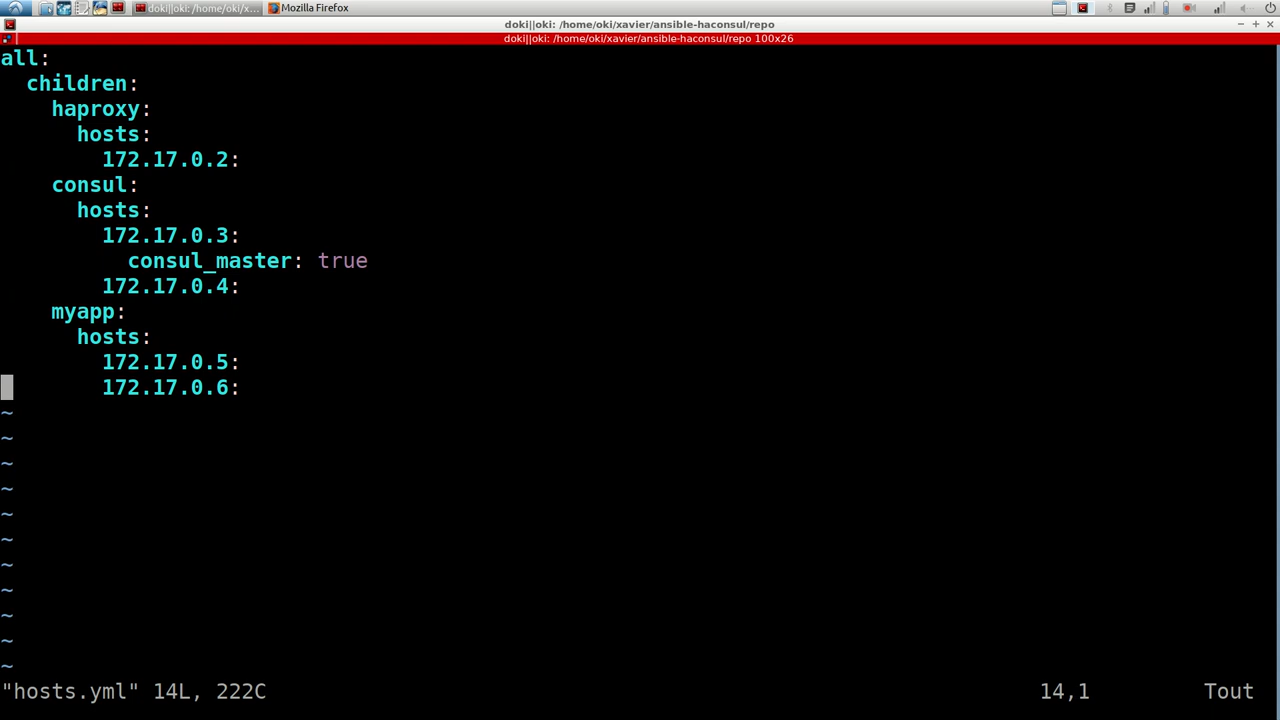 doki||oki: /home/oki/x...
Mozilla Firefox
doki||oki: /home/oki/xavier/ansible-haconsul/repo
doki||oki: /home/oki/xavier/ansible-haconsul/repo 100x26
all:
  children:
    haproxy:
      hosts:
        172.17.0.2:
    consul:
      hosts:
        172.17.0.3:
          consul_master: true
        172.17.0.4:
    myapp:
      hosts:
        172.17.0.5:
        172.17.0.6:
~
~
~
~
~
~
~
~
~
~
~
"hosts.yml" 14L, 222C 14,1 Tout